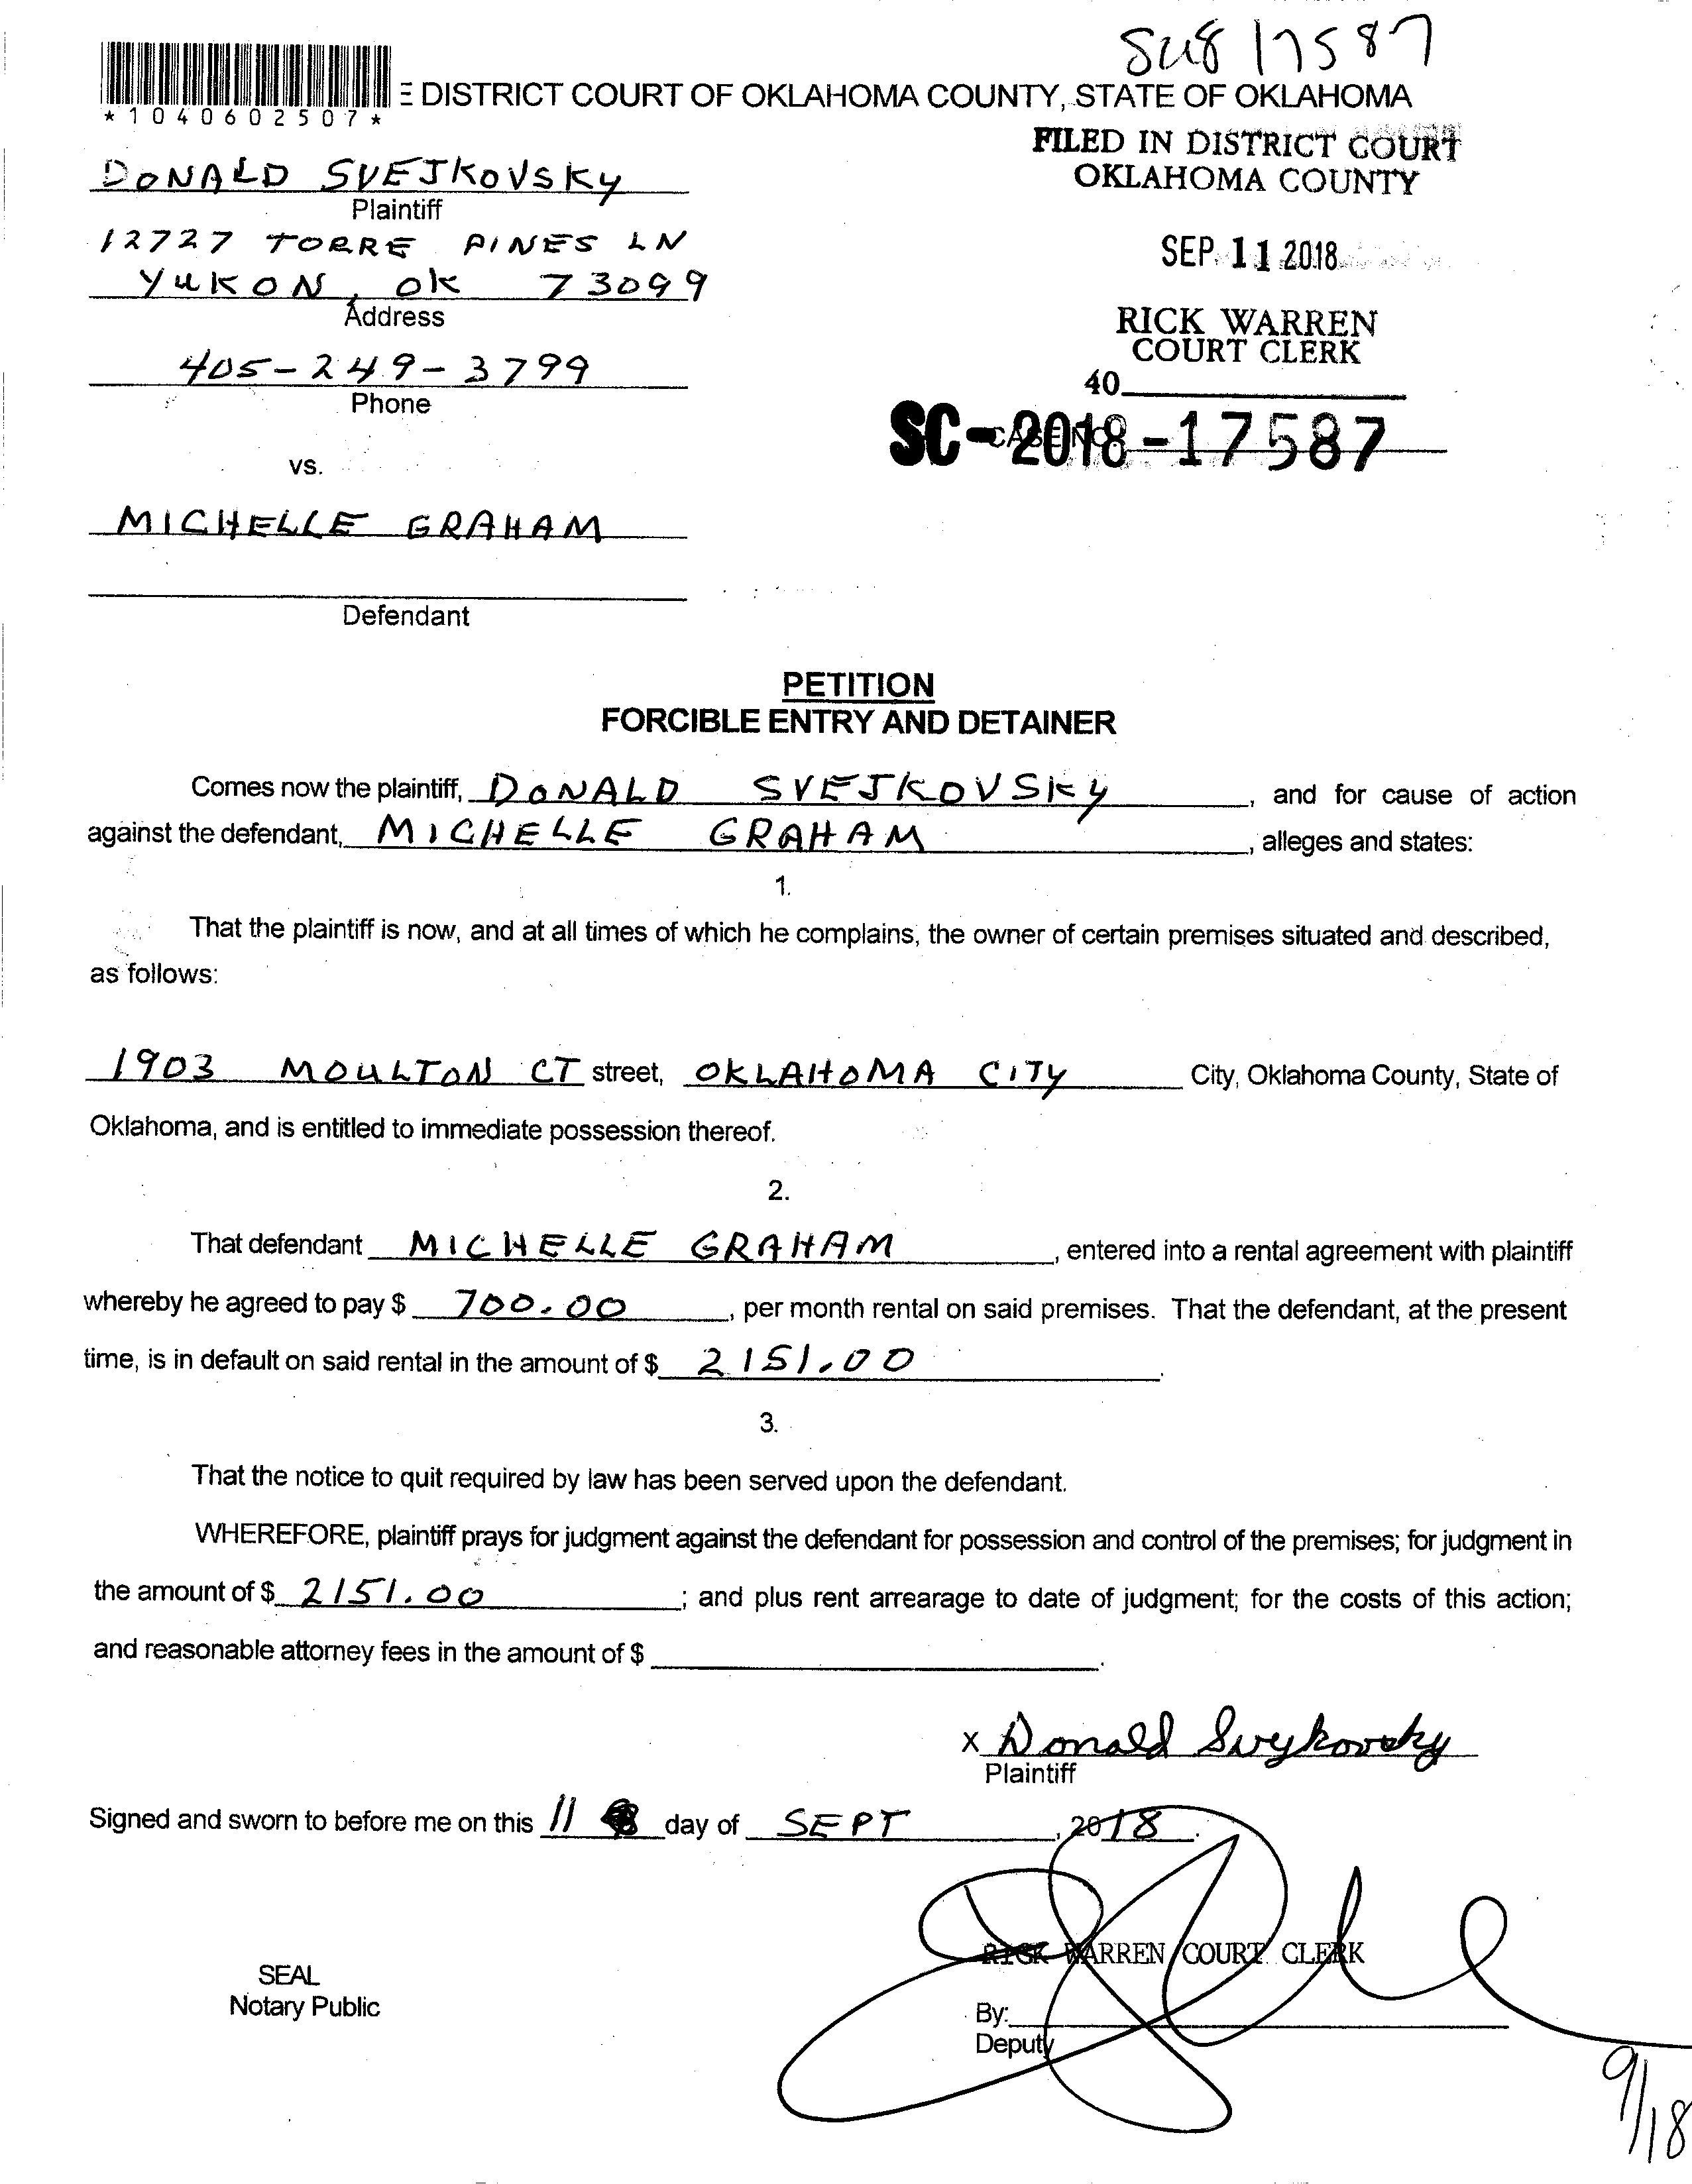 SC18 17587
E DISTRICT COURT OF OKLAHOMA COUNTY, STATE OF OKLAHOMA
*1040602507*
FILED IN DISTRICT COURT
OKLAHOMA COUNTY
DONALD SVEJKOVSKY
Plaintiff
12727 TORRE PINES LN
SEP 11 2018
YUKON, OK 73099
Address
RICK WARREN
COURT CLERK
405-249-3799
40
Phone
SC-2018-17587
CASE NO.
vs.
MICHELLE GRAHAM
Defendant
PETITION
FORCIBLE ENTRY AND DETAINER
Comes now the plaintiff, DONALD SVEJKOVSKY, and for cause of action
against the defendant, MICHELLE GRAHAM, alleges and states:
1.
That the plaintiff is now, and at all times of which he complains, the owner of certain premises situated and described,
as follows:
1903 MOULTON CT street, OKLAHOMA CITY City, Oklahoma County, State of
Oklahoma, and is entitled to immediate possession thereof.
2.
That defendant MICHELLE GRAHAM, entered into a rental agreement with plaintiff
whereby he agreed to pay $ 700.00, per month rental on said premises. That the defendant, at the present
time, is in default on said rental in the amount of $ 2151.00.
3.
That the notice to quit required by law has been served upon the defendant.
WHEREFORE, plaintiff prays for judgment against the defendant for possession and control of the premises; for judgment in
the amount of $ 2151.00; and plus rent arrearage to date of judgment; for the costs of this action;
and reasonable attorney fees in the amount of $ .
X Donald Svejkovsky
Plaintiff
Signed and sworn to before me on this 11 day of SEPT, 2018.
RICK WARREN COURT CLERK
SEAL
Notary Public
By:
Deputy
9/18